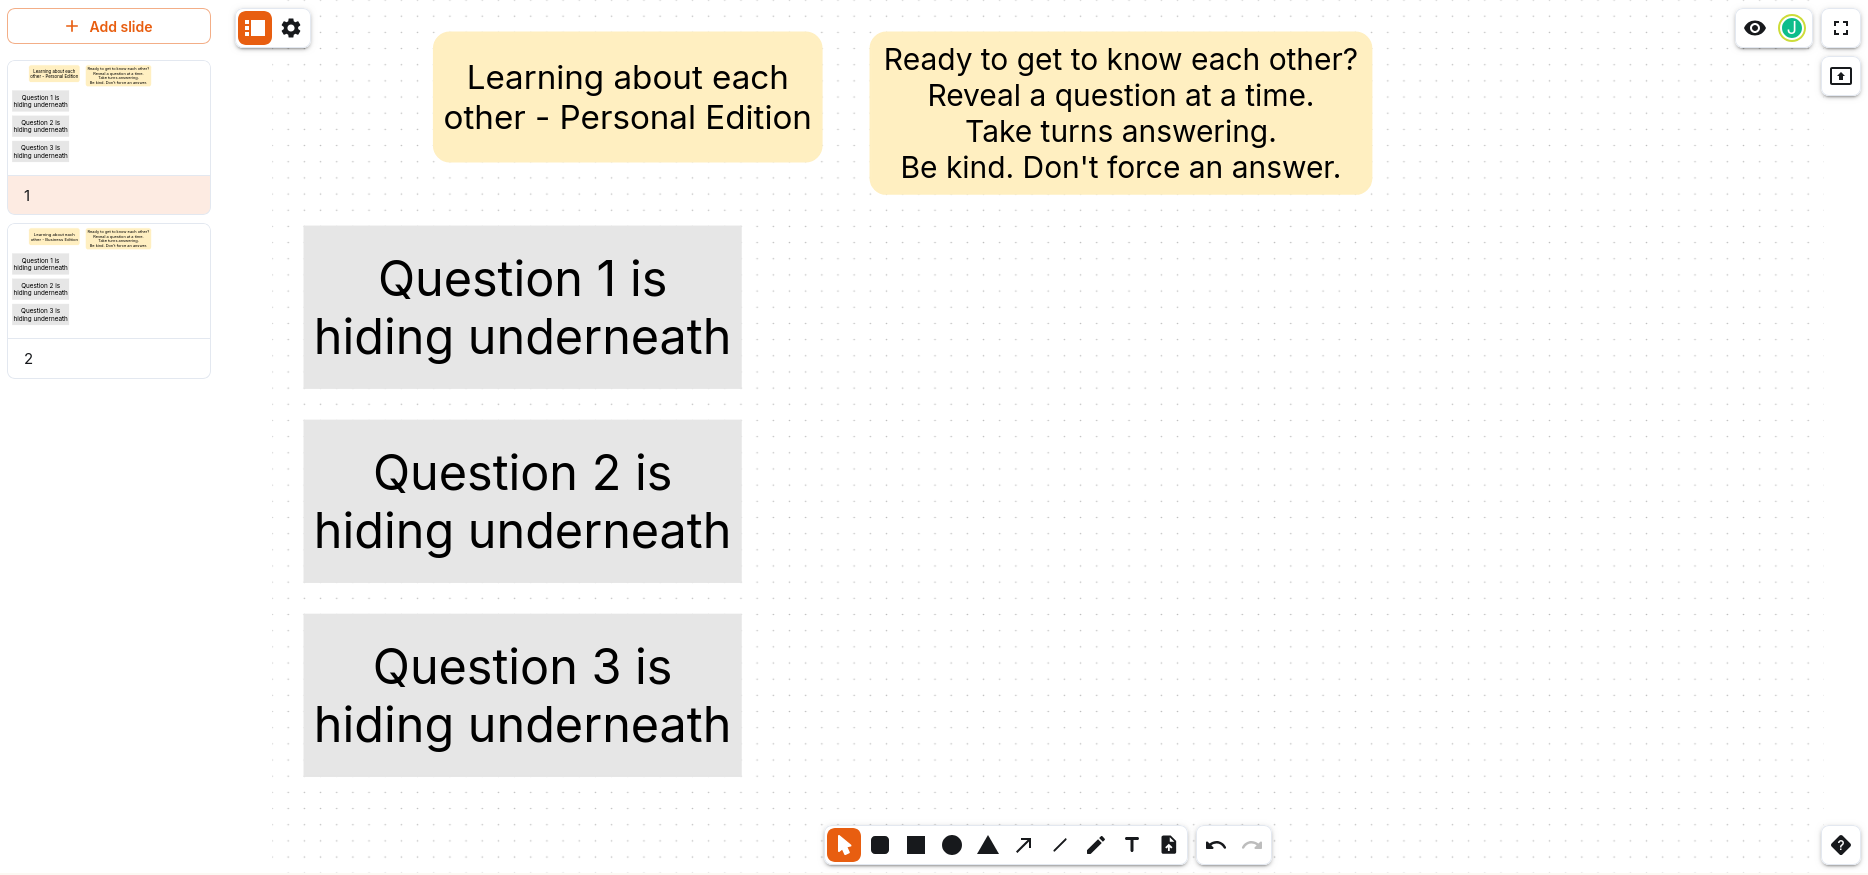 Add slide
Learning about each
other - Personal Edition
Ready to get to know each other?
Reveal a question at a time.
Take turns answering.
Be kind. Don't force an answer.
Question 1 is
hiding underneath
Question 2 is
hiding underneath
Question 3 is
hiding underneath
1
Learning about each
other - Business Edition
Ready to get to know each other?
Reveal a question at a time.
Take turns answering.
Be kind. Don't force an answer.
Question 1 is
hiding underneath
Question 2 is
hiding underneath
Question 3 is
hiding underneath
2
J
Learning about each
other - Personal Edition
Ready to get to know each other?
Reveal a question at a time.
Take turns answering.
Be kind. Don't force an answer.
Question 1 is
hiding underneath
Question 2 is
hiding underneath
Question 3 is
hiding underneath
T
?